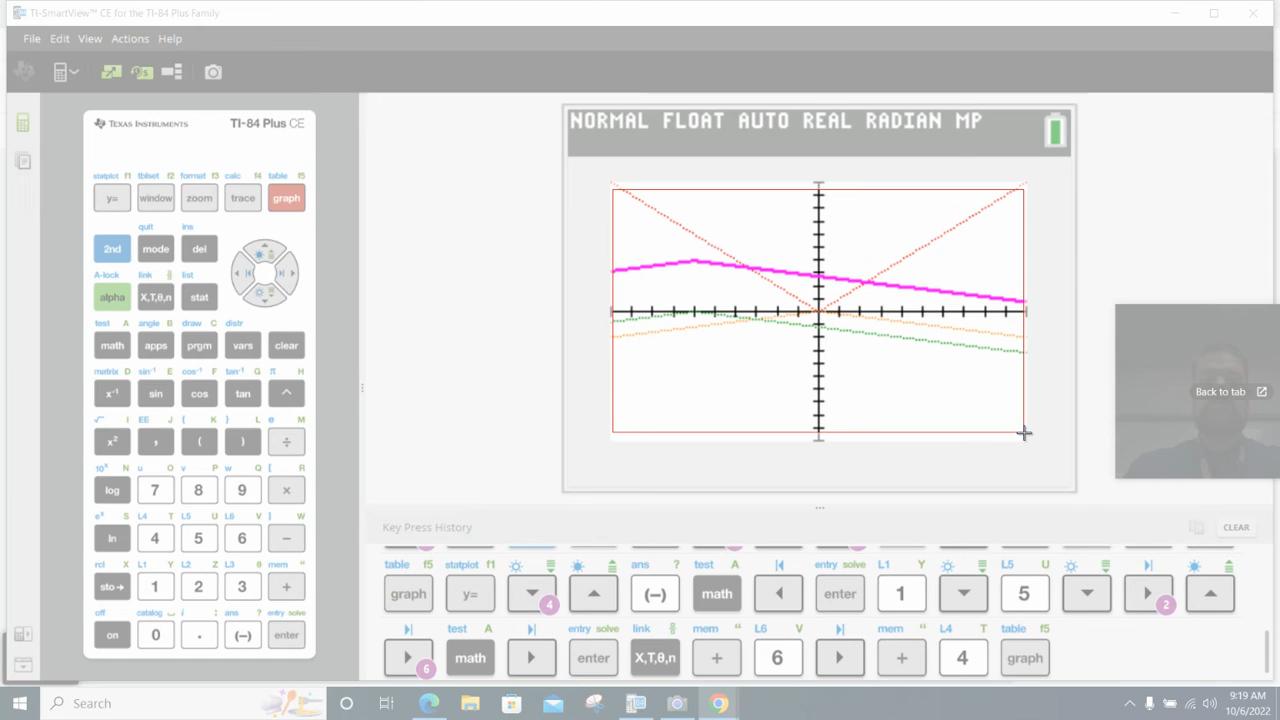 TI-SmartView™ CE for the TI-84 Plus Family
File Edit View Actions Help
TEXAS INSTRUMENTS TI-84 Plus CE
statplot f1 tblset f2 format f3 calc f4 table f5
y= window zoom trace graph
quit ins
2nd mode del
A-lock link list
alpha X,T,θ,n stat
test A angle B draw C distr
math apps prgm vars clear
matrix D sin⁻¹ E cos⁻¹ F tan⁻¹ G π H
x⁻¹ sin cos tan ^
√ I EE J { K } L e M
x² , ( ) ÷
10ˣ N u O v P w Q [ R
log 7 8 9 ×
eˣ S L4 T L5 U L6 V ] W
ln 4 5 6 −
rcl X L1 Y L2 Z L3 θ mem "
sto→ 1 2 3 +
off catalog ␣ i : ans ? entry solve
on 0 . (−) enter
NORMAL FLOAT AUTO REAL RADIAN MP
Back to tab
Key Press History CLEAR
table f5 statplot f1 ans ? test A entry solve L1 Y L5 U
graph y= 4 (−) math enter 1 5 2
test A entry solve link mem " L6 V mem " L4 T table f5
6 math enter X,T,θ,n + 6 + 4 graph
Search
9:19 AM
10/6/2022